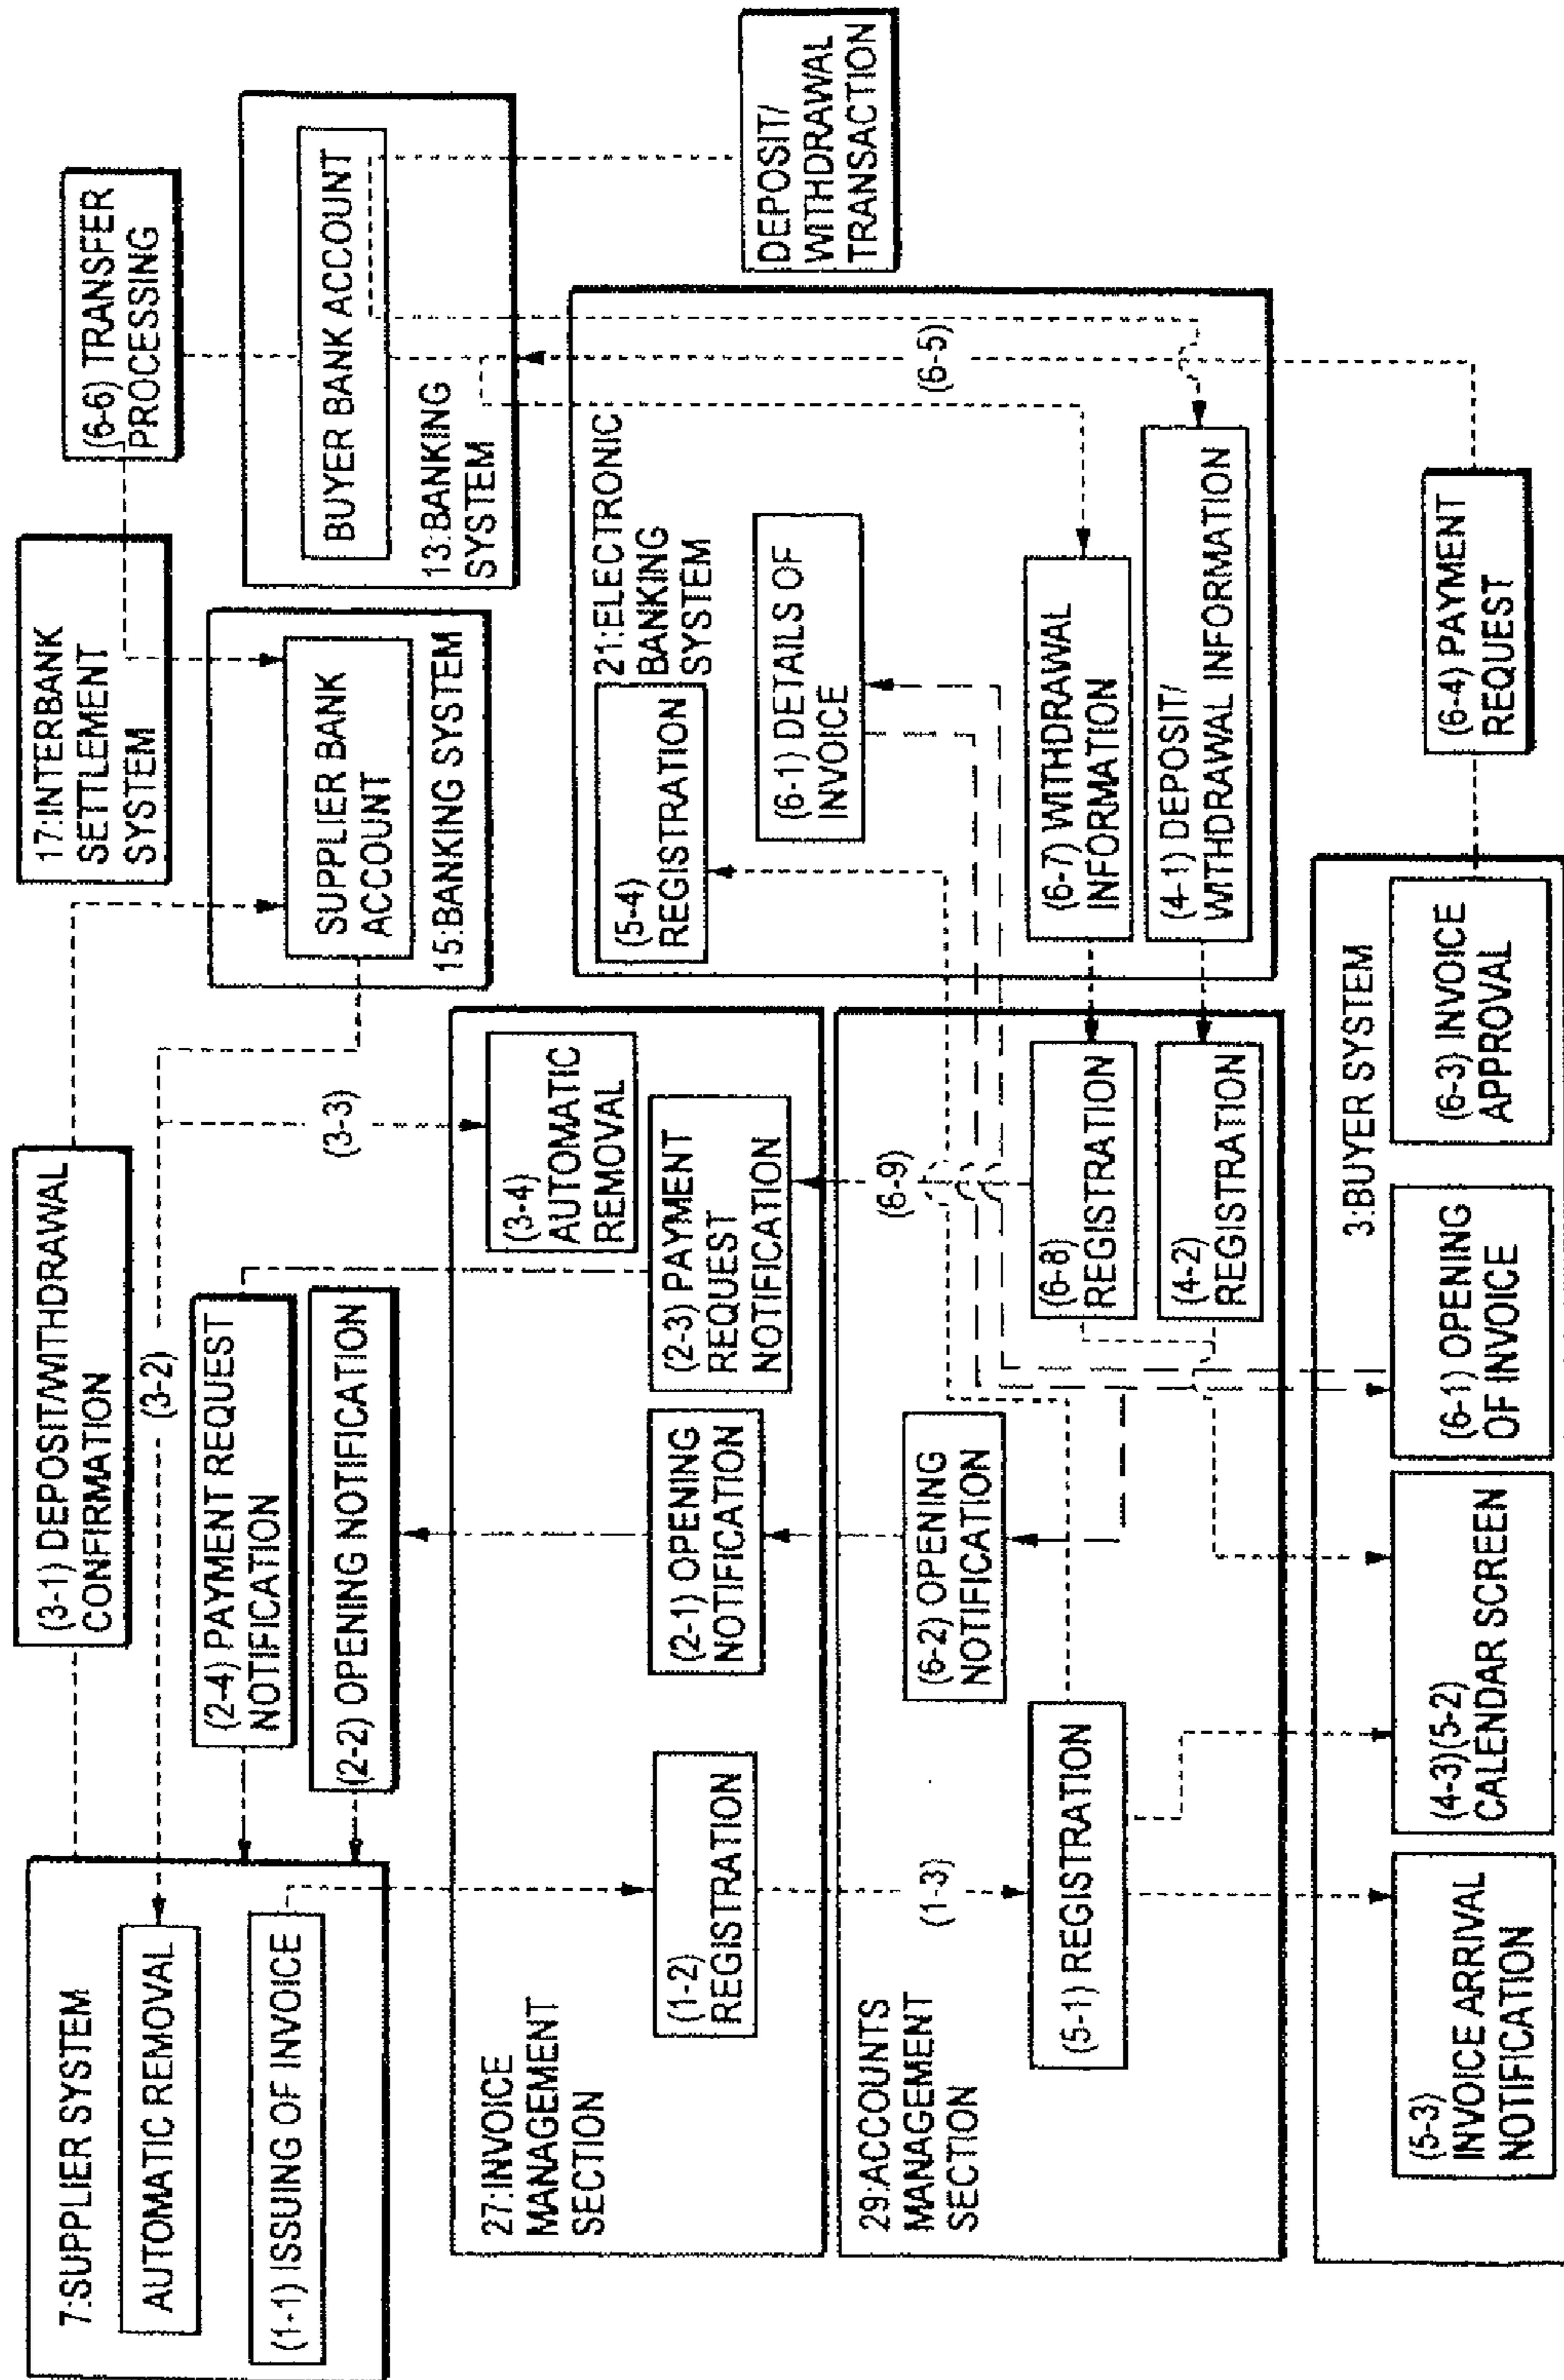 7:SUPPLIER SYSTEM
AUTOMATIC REMOVAL
(1-1) ISSUING OF INVOICE
(3-1) DEPOSIT/WITHDRAWAL
CONFIRMATION
(3-2)
(2-4) PAYMENT REQUEST
NOTIFICATION
(2-2) OPENING NOTIFICATION
(3-3)
17:INTERBANK
SETTLEMENT
SYSTEM
SUPPLIER BANK
ACCOUNT
15:BANKING SYSTEM
(6-6) TRANSFER
PROCESSING
BUYER BANK ACCOUNT
13:BANKING
SYSTEM
DEPOSIT/
WITHDRAWAL
TRANSACTION
27:INVOICE
MANAGEMENT
SECTION
(1-2)
REGISTRATION
(2-1) OPENING
NOTIFICATION
(2-3) PAYMENT
REQUEST
NOTIFICATION
(3-4)
AUTOMATIC
REMOVAL
(1-3)
(6-9)
29:ACCOUNTS
MANAGEMENT
SECTION
(5-1) REGISTRATION
(6-2) OPENING
NOTIFICATION
(6-8)
REGISTRATION
(4-2)
REGISTRATION
21:ELECTRONIC
BANKING
SYSTEM
(5-4)
REGISTRATION
(6-1) DETAILS OF
INVOICE
(6-7) WITHDRAWAL
INFORMATION
(4-1) DEPOSIT/
WITHDRAWAL INFORMATION
(6-5)
3:BUYER SYSTEM
(5-3)
INVOICE ARRIVAL
NOTIFICATION
(4-3)(5-2)
CALENDAR SCREEN
(6-1) OPENING
OF INVOICE
(6-3) INVOICE
APPROVAL
(6-4) PAYMENT
REQUEST